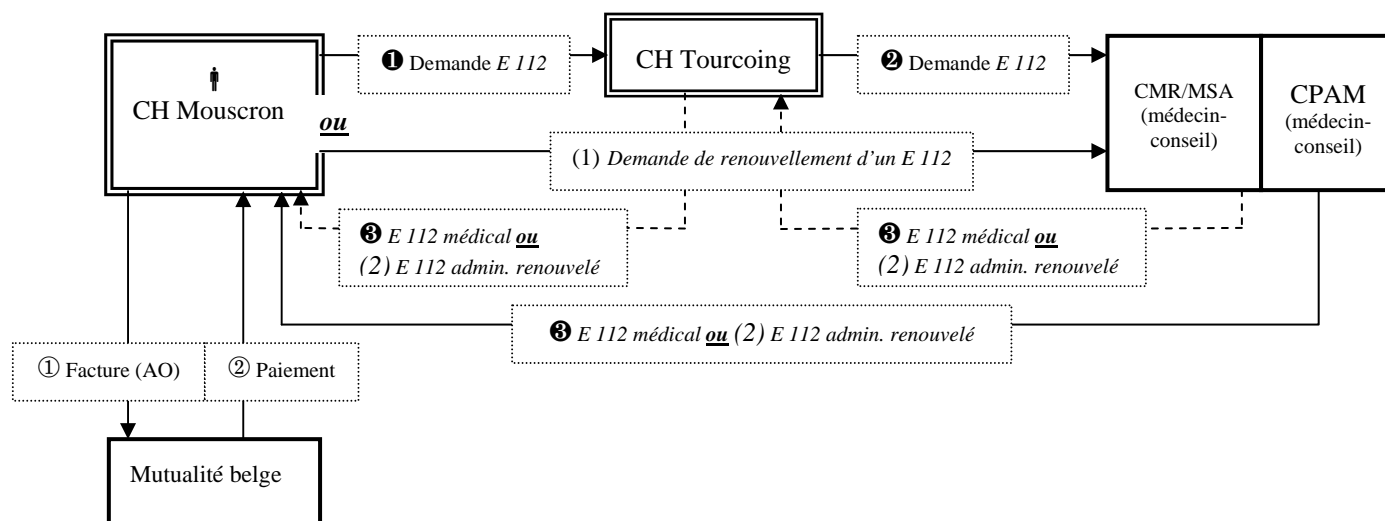 ❶ Demande E 112
CH Tourcoing
❷ Demande E 112
CH Mouscron
ou
CMR/MSA
(médecin-
conseil)
CPAM
(médecin-
conseil)
(1) Demande de renouvellement d’un E 112
❸ E 112 médical ou
(2) E 112 admin. renouvelé
❸ E 112 médical ou
(2) E 112 admin. renouvelé
❸ E 112 médical ou (2) E 112 admin. renouvelé
① Facture (AO)
② Paiement
Mutualité belge